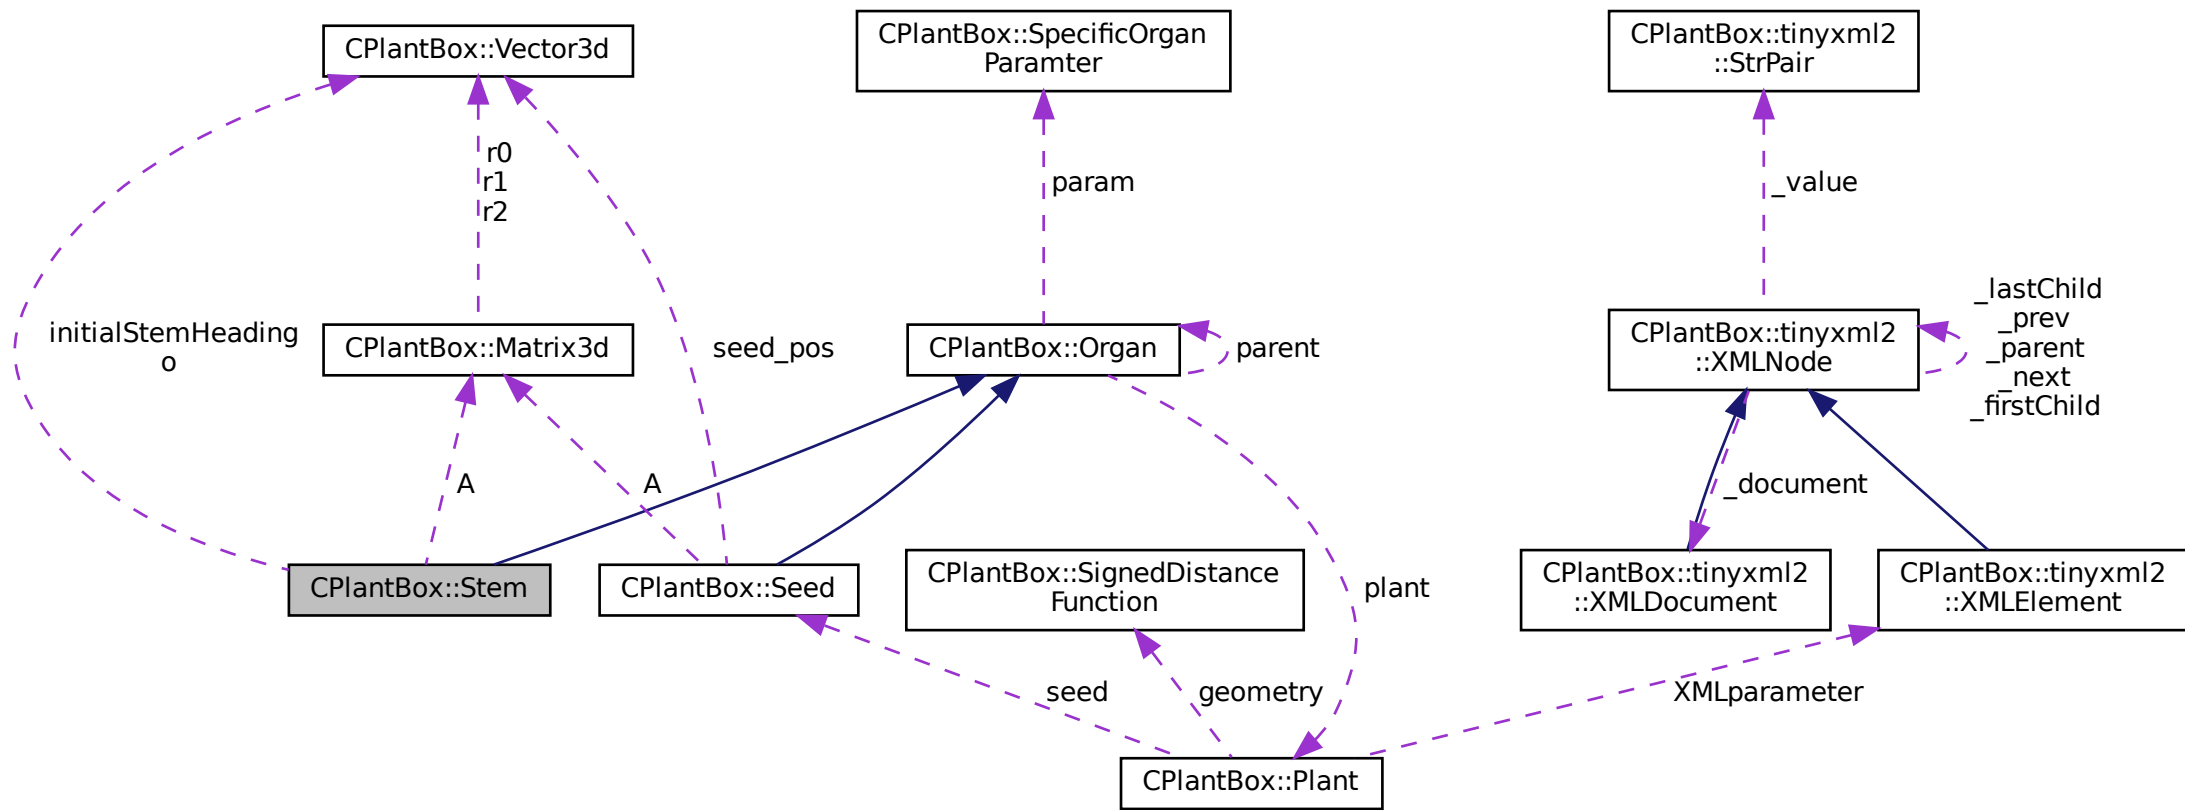 CPlantBox::Vector3d
CPlantBox::SpecificOrgan
Paramter
CPlantBox::tinyxml2
::StrPair
r0
r1
r2
param
_value
initialStemHeading
o
CPlantBox::Matrix3d
seed_pos
CPlantBox::Organ
parent
CPlantBox::tinyxml2
::XMLNode
_lastChild
_prev
_parent
_next
_firstChild
A
A
_document
CPlantBox::Stem
CPlantBox::Seed
CPlantBox::SignedDistance
Function
plant
CPlantBox::tinyxml2
::XMLDocument
CPlantBox::tinyxml2
::XMLElement
seed
geometry
XMLparameter
CPlantBox::Plant